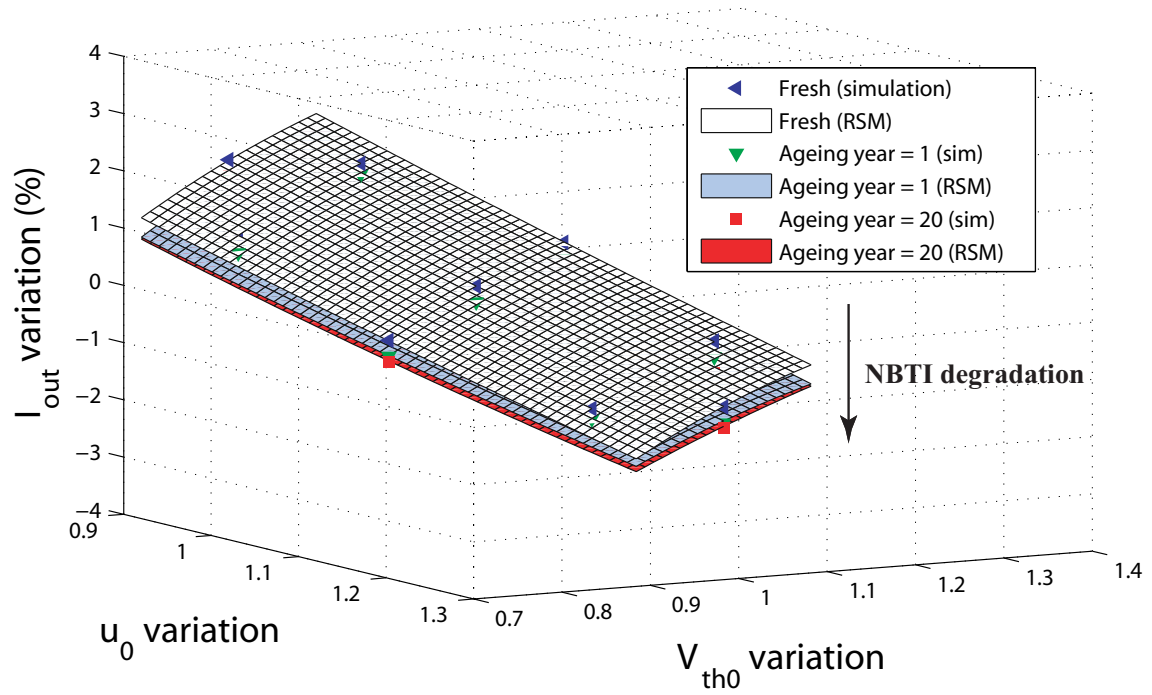 4
3
2
1
0
−1
−2
−3
−4
I_out variation (%)
0.9
1
1.1
1.2
1.3
u_0 variation
0.7
0.8
0.9
1
1.1
1.2
1.3
1.4
V_th0 variation
Fresh (simulation)
Fresh (RSM)
Ageing year = 1 (sim)
Ageing year = 1 (RSM)
Ageing year = 20 (sim)
Ageing year = 20 (RSM)
NBTI degradation